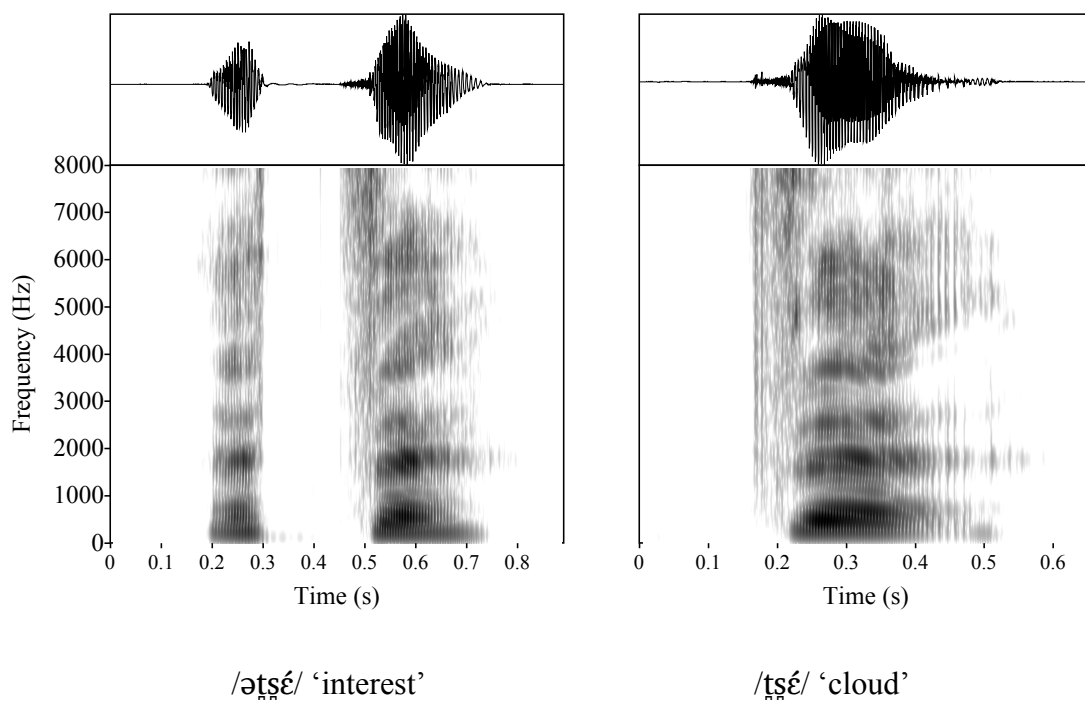 8000
7000
6000
5000
4000
3000
2000
1000
0
Frequency (Hz)
0 0.1 0.2 0.3 0.4 0.5 0.6 0.7 0.8
0 0.1 0.2 0.3 0.4 0.5 0.6
Time (s) Time (s)
/ət̪s̪ɛ́/ ‘interest’ /t̪s̪ɛ́/ ‘cloud’